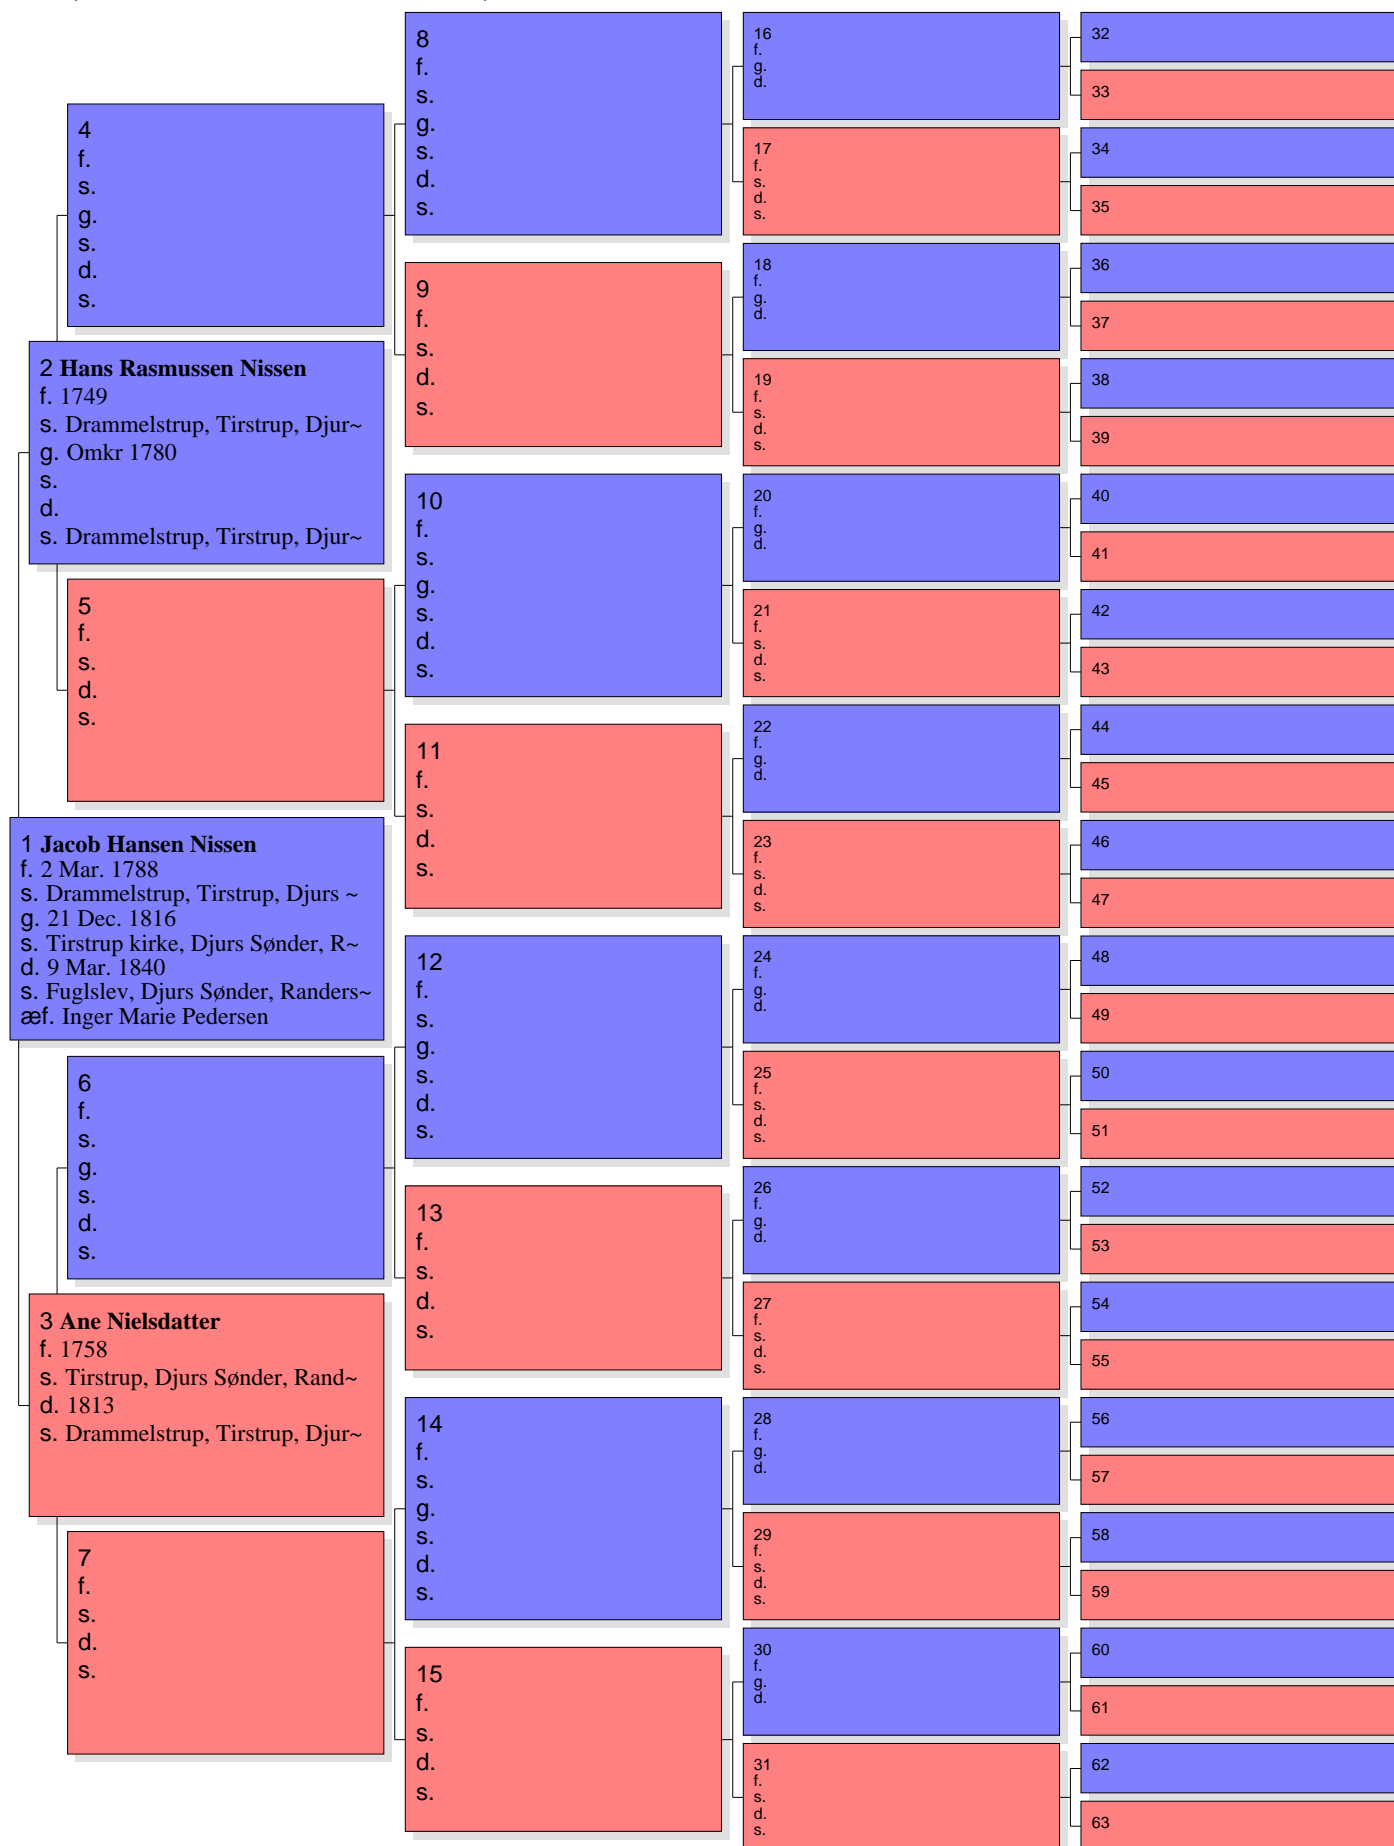 4
f.
s.
g.
s.
d.
s.
2 Hans Rasmussen Nissen
f. 1749
s. Drammelstrup, Tirstrup, Djur~
g. Omkr 1780
s.
d.
s. Drammelstrup, Tirstrup, Djur~
5
f.
s.
d.
s.
1 Jacob Hansen Nissen
f. 2 Mar. 1788
s. Drammelstrup, Tirstrup, Djurs ~
g. 21 Dec. 1816
s. Tirstrup kirke, Djurs Sønder, R~
d. 9 Mar. 1840
s. Fuglslev, Djurs Sønder, Randers~
æf. Inger Marie Pedersen
6
f.
s.
g.
s.
d.
s.
3 Ane Nielsdatter
f. 1758
s. Tirstrup, Djurs Sønder, Rand~
d. 1813
s. Drammelstrup, Tirstrup, Djur~
7
f.
s.
d.
s.
8
f.
s.
g.
s.
d.
s.
9
f.
s.
d.
s.
10
f.
s.
g.
s.
d.
s.
11
f.
s.
d.
s.
12
f.
s.
g.
s.
d.
s.
13
f.
s.
d.
s.
14
f.
s.
g.
s.
d.
s.
15
f.
s.
d.
s.
16
f.
g.
d.
17
f.
s.
d.
s.
18
f.
g.
d.
19
f.
s.
d.
s.
20
f.
g.
d.
21
f.
s.
d.
s.
22
f.
g.
d.
23
f.
s.
d.
s.
24
f.
g.
d.
25
f.
s.
d.
s.
26
f.
g.
d.
27
f.
s.
d.
s.
28
f.
g.
d.
29
f.
s.
d.
s.
30
f.
g.
d.
31
f.
s.
d.
s.
32
33
34
35
36
37
38
39
40
41
42
43
44
45
46
47
48
49
50
51
52
53
54
55
56
57
58
59
60
61
62
63